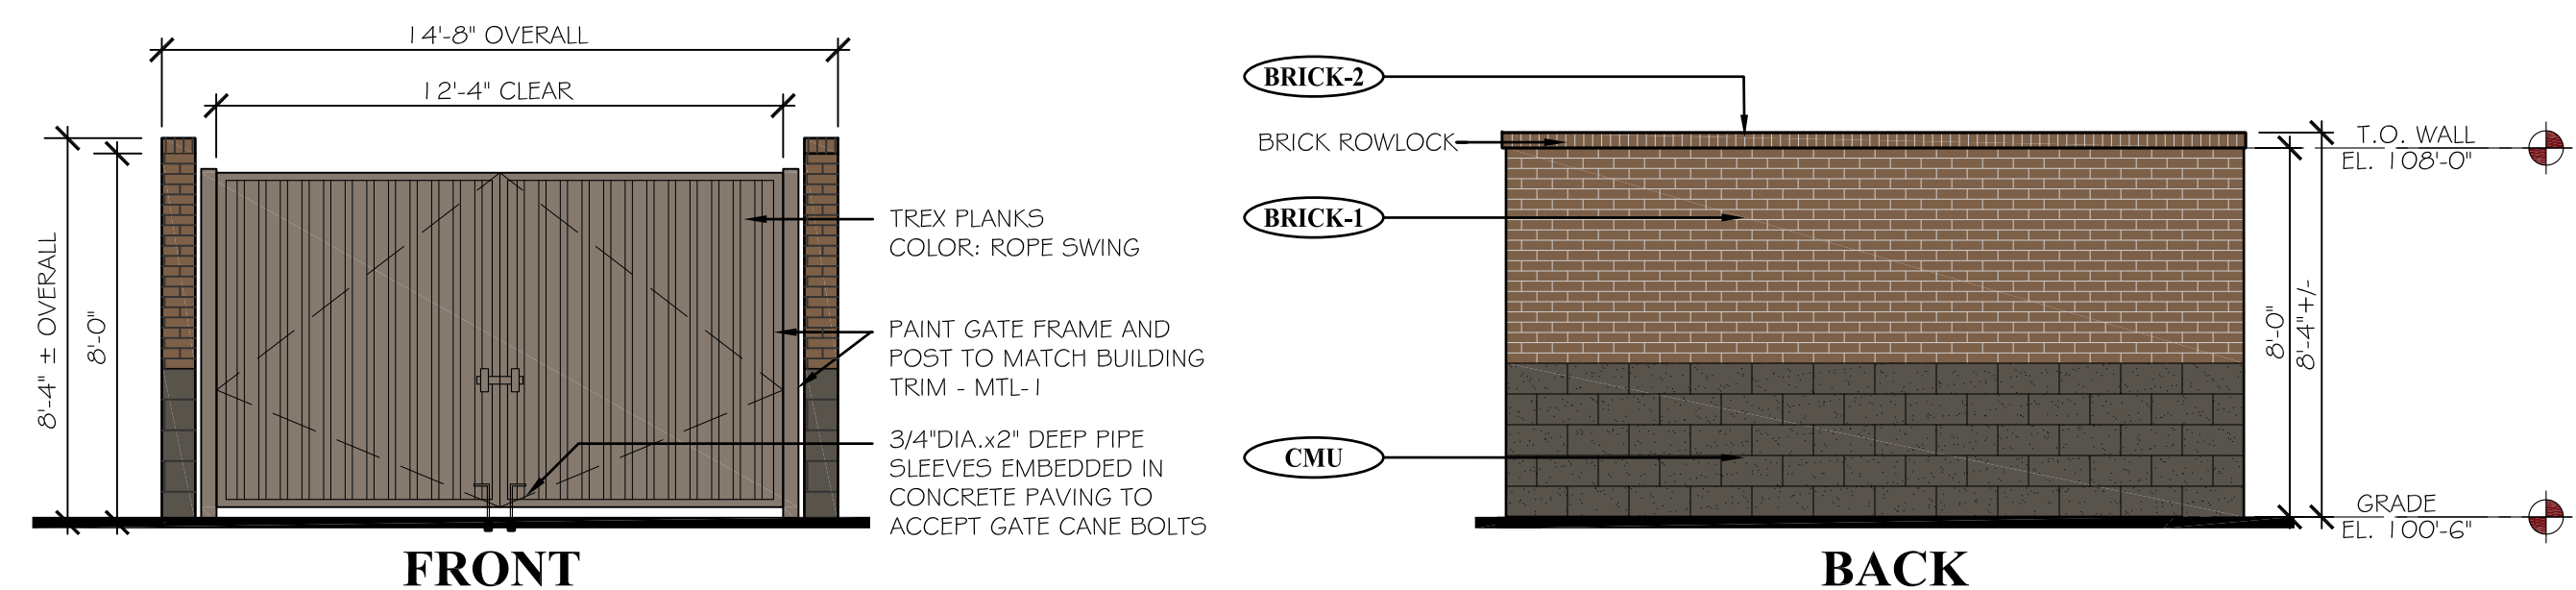 14'-8" OVERALL
12'-4" CLEAR
8'-4" ± OVERALL
8'-0"
TREX PLANKS
COLOR: ROPE SWING
PAINT GATE FRAME AND
POST TO MATCH BUILDING
TRIM - MTL-1
3/4"DIA.x2" DEEP PIPE
SLEEVES EMBEDDED IN
CONCRETE PAVING TO
ACCEPT GATE CANE BOLTS
FRONT
BRICK-2
BRICK ROWLOCK
BRICK-1
CMU
8'-0"
8'-4"+/-
T.O. WALL
EL. 108'-0"
GRADE
EL. 100'-6"
BACK